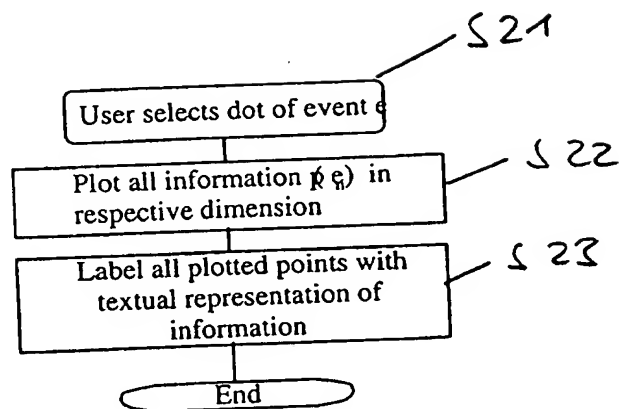 S21
User selects dot of event e
S22
Plot all information p(e_n) in
respective dimension
S23
Label all plotted points with
textual representation of
information
End